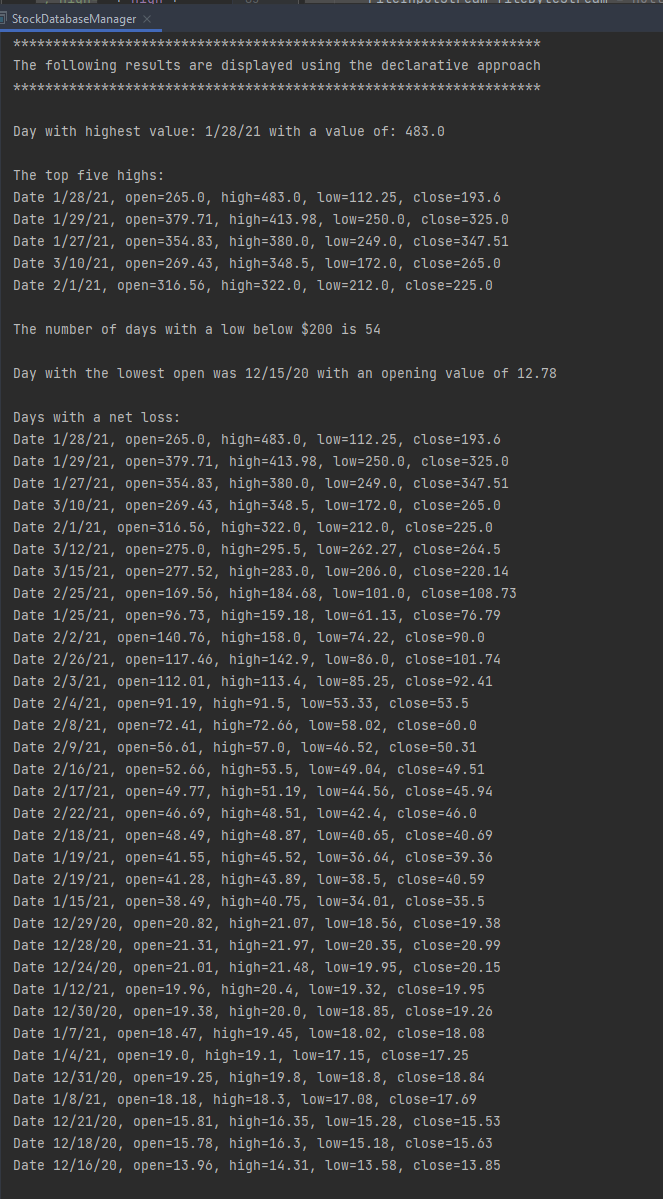 StockDatabaseManager
******************************************************************
The following results are displayed using the declarative approach
******************************************************************
Day with highest value: 1/28/21 with a value of: 483.0
The top five highs:
Date 1/28/21, open=265.0, high=483.0, low=112.25, close=193.6
Date 1/29/21, open=379.71, high=413.98, low=250.0, close=325.0
Date 1/27/21, open=354.83, high=380.0, low=249.0, close=347.51
Date 3/10/21, open=269.43, high=348.5, low=172.0, close=265.0
Date 2/1/21, open=316.56, high=322.0, low=212.0, close=225.0
The number of days with a low below $200 is 54
Day with the lowest open was 12/15/20 with an opening value of 12.78
Days with a net loss:
Date 1/28/21, open=265.0, high=483.0, low=112.25, close=193.6
Date 1/29/21, open=379.71, high=413.98, low=250.0, close=325.0
Date 1/27/21, open=354.83, high=380.0, low=249.0, close=347.51
Date 3/10/21, open=269.43, high=348.5, low=172.0, close=265.0
Date 2/1/21, open=316.56, high=322.0, low=212.0, close=225.0
Date 3/12/21, open=275.0, high=295.5, low=262.27, close=264.5
Date 3/15/21, open=277.52, high=283.0, low=206.0, close=220.14
Date 2/25/21, open=169.56, high=184.68, low=101.0, close=108.73
Date 1/25/21, open=96.73, high=159.18, low=61.13, close=76.79
Date 2/2/21, open=140.76, high=158.0, low=74.22, close=90.0
Date 2/26/21, open=117.46, high=142.9, low=86.0, close=101.74
Date 2/3/21, open=112.01, high=113.4, low=85.25, close=92.41
Date 2/4/21, open=91.19, high=91.5, low=53.33, close=53.5
Date 2/8/21, open=72.41, high=72.66, low=58.02, close=60.0
Date 2/9/21, open=56.61, high=57.0, low=46.52, close=50.31
Date 2/16/21, open=52.66, high=53.5, low=49.04, close=49.51
Date 2/17/21, open=49.77, high=51.19, low=44.56, close=45.94
Date 2/22/21, open=46.69, high=48.51, low=42.4, close=46.0
Date 2/18/21, open=48.49, high=48.87, low=40.65, close=40.69
Date 1/19/21, open=41.55, high=45.52, low=36.64, close=39.36
Date 2/19/21, open=41.28, high=43.89, low=38.5, close=40.59
Date 1/15/21, open=38.49, high=40.75, low=34.01, close=35.5
Date 12/29/20, open=20.82, high=21.07, low=18.56, close=19.38
Date 12/28/20, open=21.31, high=21.97, low=20.35, close=20.99
Date 12/24/20, open=21.01, high=21.48, low=19.95, close=20.15
Date 1/12/21, open=19.96, high=20.4, low=19.32, close=19.95
Date 12/30/20, open=19.38, high=20.0, low=18.85, close=19.26
Date 1/7/21, open=18.47, high=19.45, low=18.02, close=18.08
Date 1/4/21, open=19.0, high=19.1, low=17.15, close=17.25
Date 12/31/20, open=19.25, high=19.8, low=18.8, close=18.84
Date 1/8/21, open=18.18, high=18.3, low=17.08, close=17.69
Date 12/21/20, open=15.81, high=16.35, low=15.28, close=15.53
Date 12/18/20, open=15.78, high=16.3, low=15.18, close=15.63
Date 12/16/20, open=13.96, high=14.31, low=13.58, close=13.85